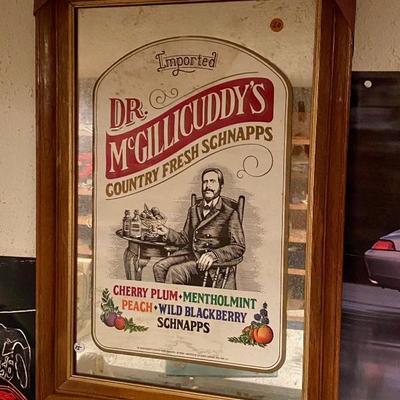 Imported
DR.
McGILLICUDDY'S
COUNTRY FRESH SCHNAPPS
CHERRY PLUM • MENTHOLMINT
PEACH • WILD BLACKBERRY
SCHNAPPS